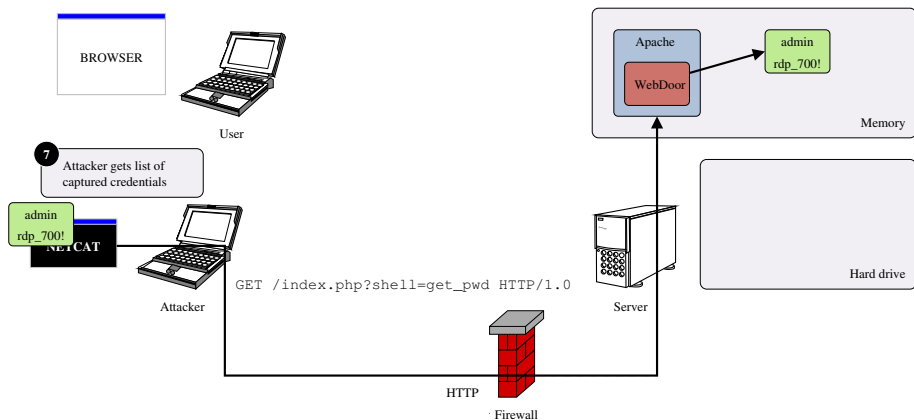 BROWSER
User
Apache
WebDoor
admin
rdp_700!
Memory
7
Attacker gets list of
captured credentials
admin
rdp_700!
NETCAT
Attacker
GET /index.php?shell=get_pwd HTTP/1.0
Server
Hard drive
HTTP
Firewall